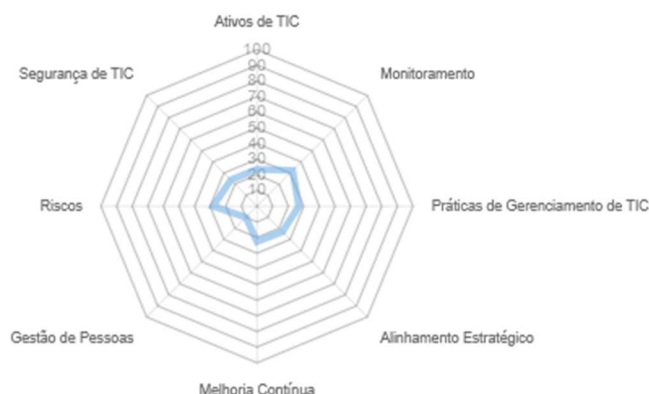 Ativos de TIC
Segurança de TIC
Monitoramento
100
90
80
70
60
50
40
30
20
10
Riscos
Práticas de Gerenciamento de TIC
Gestão de Pessoas
Alinhamento Estratégico
Melhoria Contínua